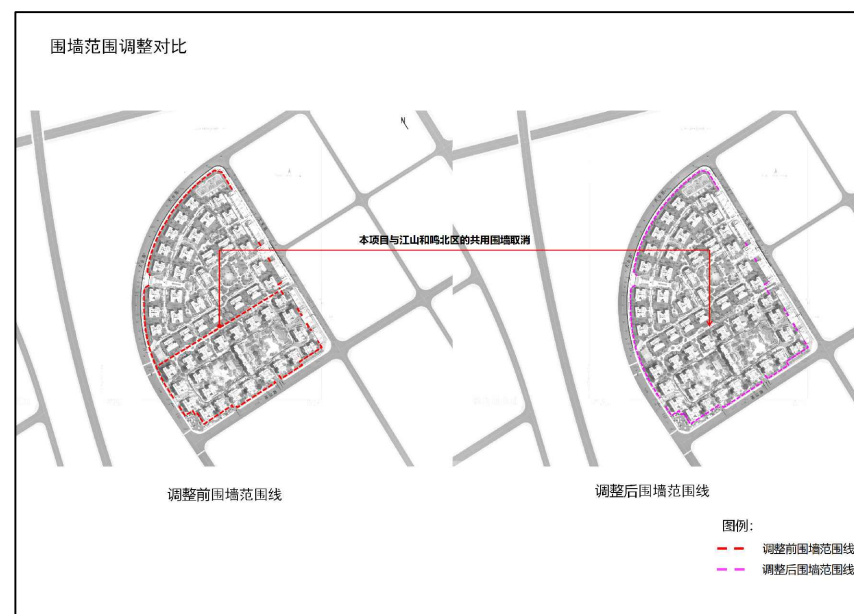 围墙范围调整对比
N
本项目与江山和鸣北区的共用围墙取消
调整前围墙范围线
调整后围墙范围线
图例：
调整前围墙范围线
调整后围墙范围线